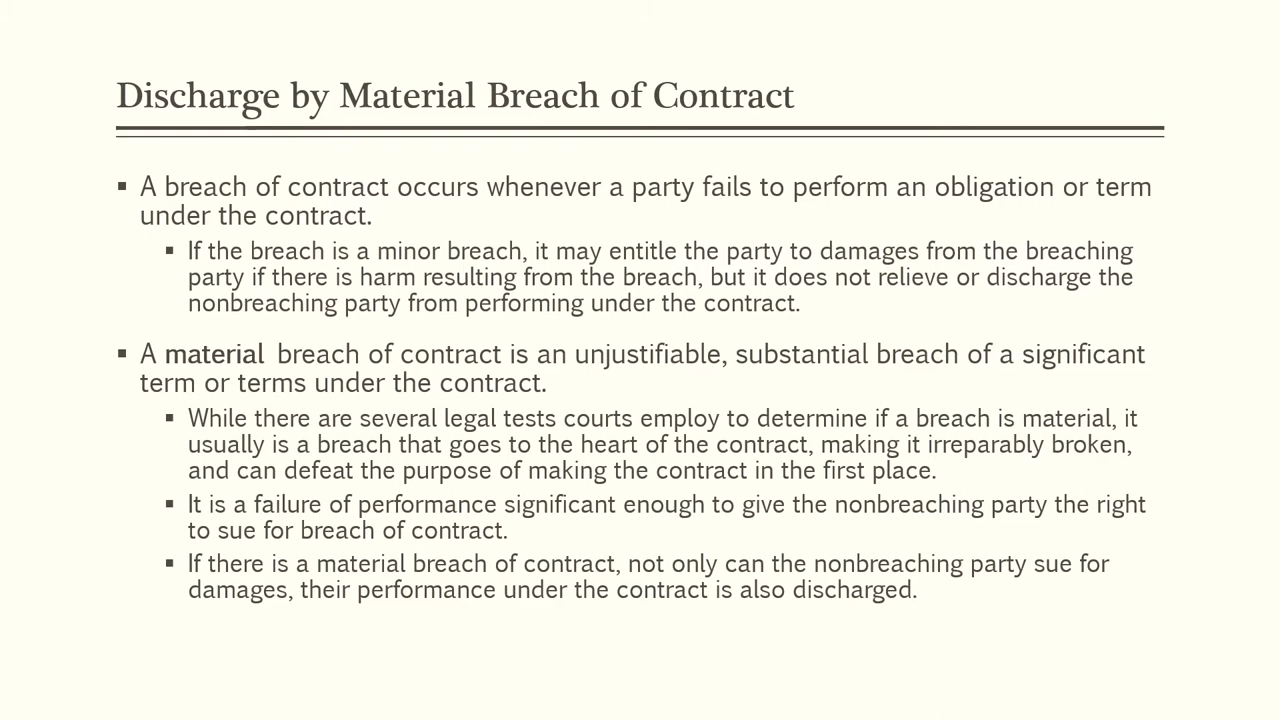 Discharge by Material Breach of Contract
▪ A breach of contract occurs whenever a party fails to perform an obligation or term
under the contract.
▪ If the breach is a minor breach, it may entitle the party to damages from the breaching
party if there is harm resulting from the breach, but it does not relieve or discharge the
nonbreaching party from performing under the contract.
▪ A material breach of contract is an unjustifiable, substantial breach of a significant
term or terms under the contract.
▪ While there are several legal tests courts employ to determine if a breach is material, it
usually is a breach that goes to the heart of the contract, making it irreparably broken,
and can defeat the purpose of making the contract in the first place.
▪ It is a failure of performance significant enough to give the nonbreaching party the right
to sue for breach of contract.
▪ If there is a material breach of contract, not only can the nonbreaching party sue for
damages, their performance under the contract is also discharged.